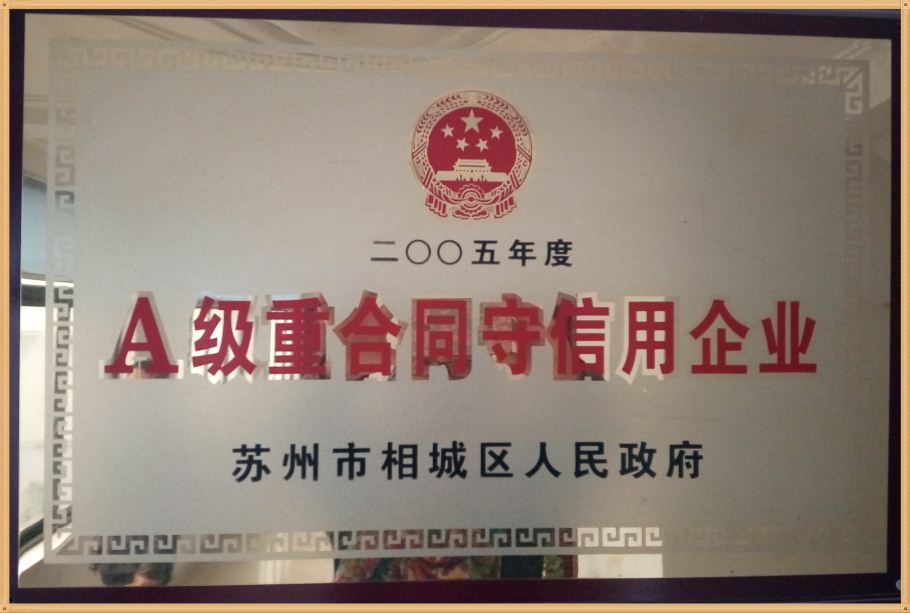 二〇〇五年度
A级重合同守信用企业
苏州市相城区人民政府